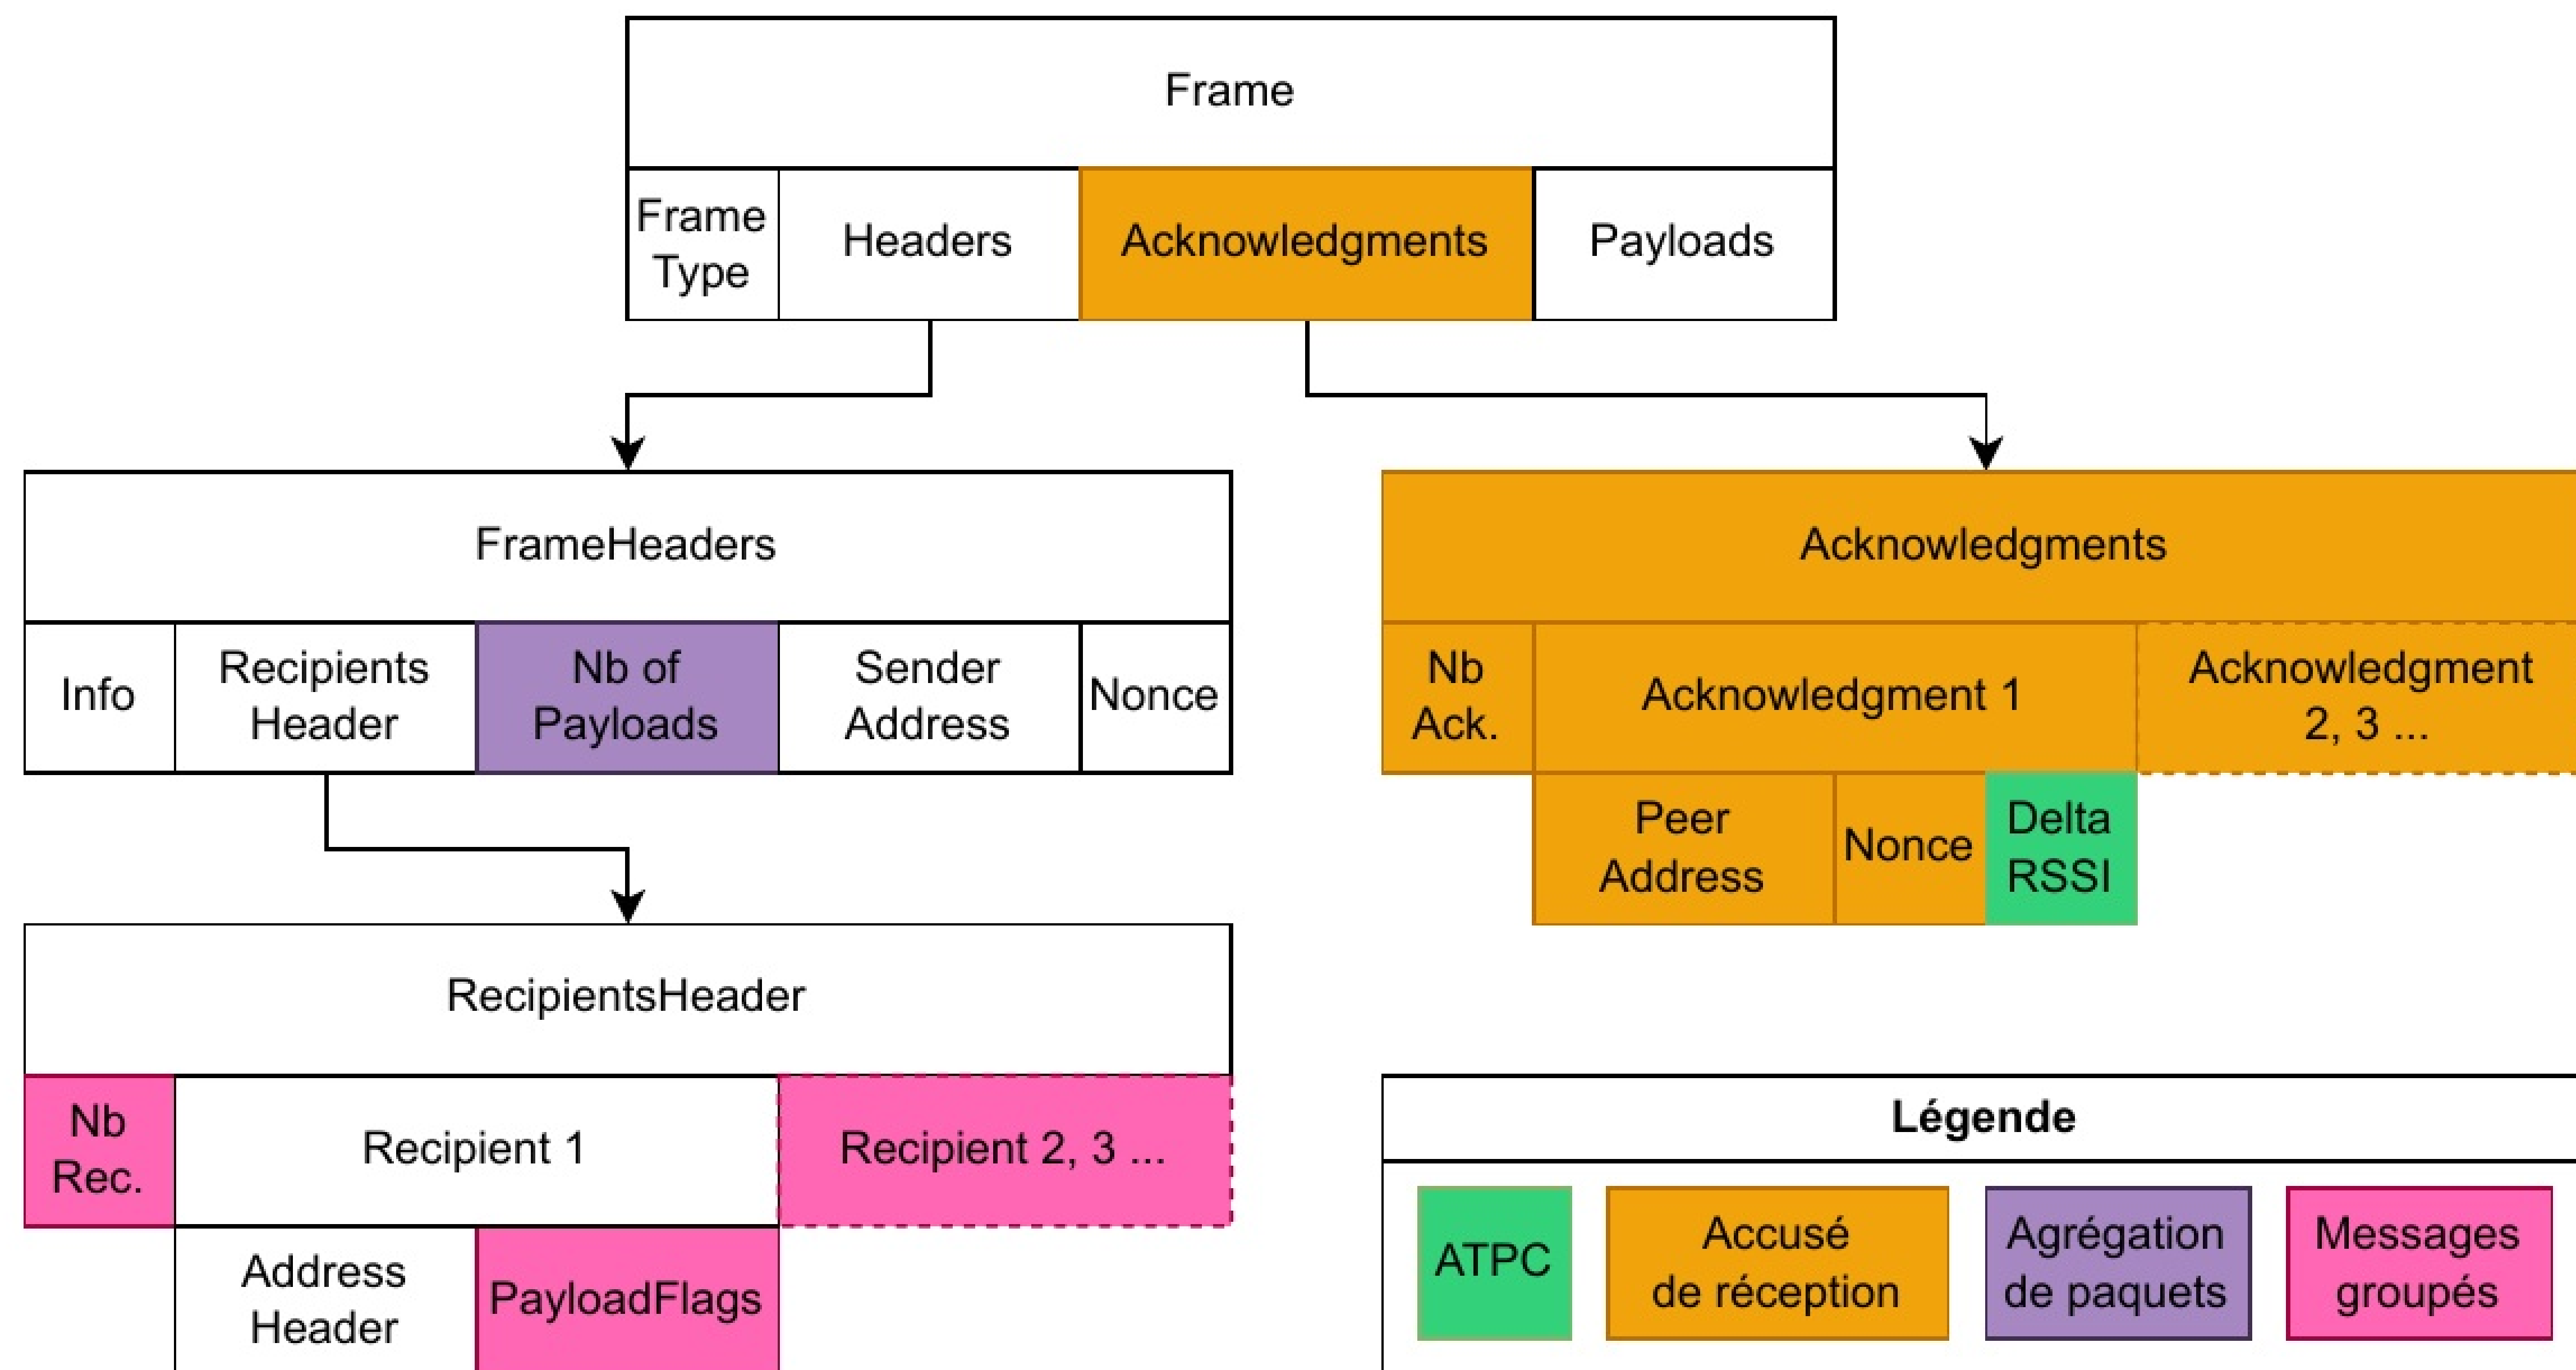 Frame
Frame
Type
Headers
Acknowledgments
Payloads
FrameHeaders
Info
Recipients
Header
Nb of
Payloads
Sender
Address
Nonce
Acknowledgments
Nb
Ack.
Acknowledgment 1
Acknowledgment
2, 3 ...
Peer
Address
Nonce
Delta
RSSI
RecipientsHeader
Nb
Rec.
Recipient 1
Recipient 2, 3 ...
Address
Header
PayloadFlags
Légende
ATPC
Accusé
de réception
Agrégation
de paquets
Messages
groupés